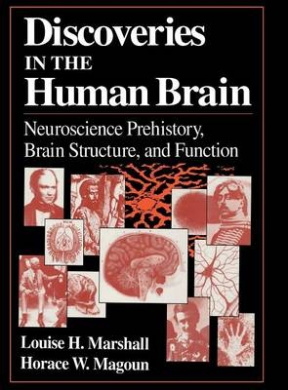 Discoveries
IN THE
Human Brain
Neuroscience Prehistory,
Brain Structure, and Function
Louise H. Marshall
Horace W. Magoun